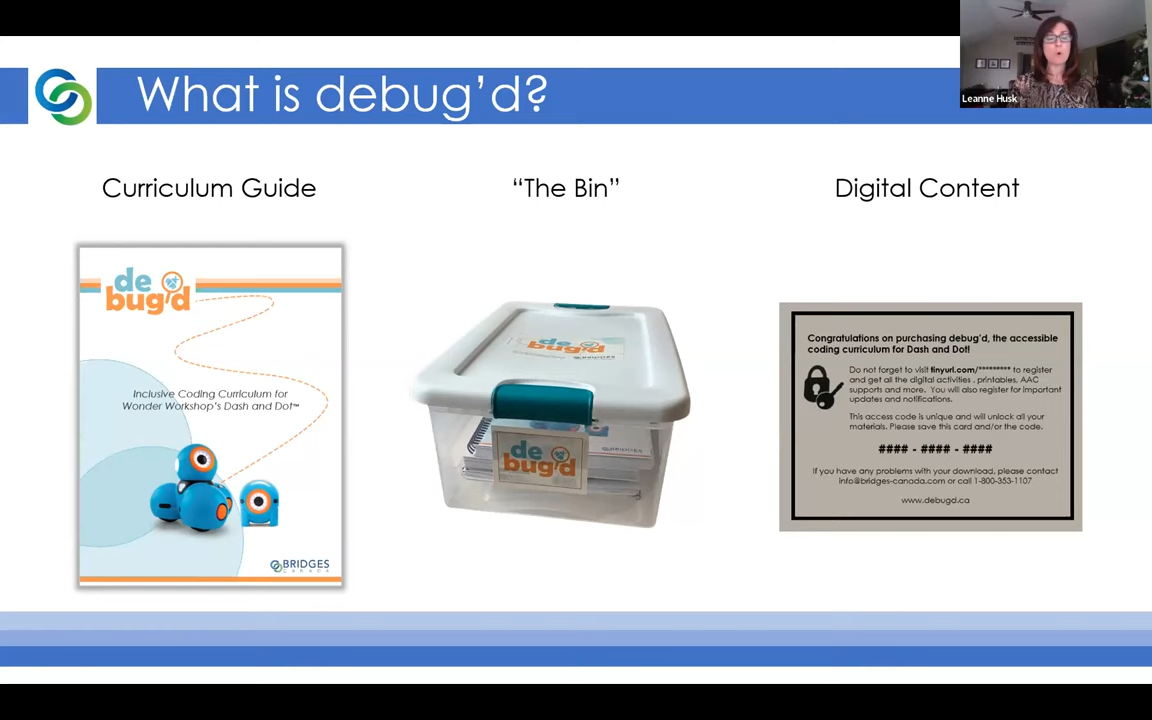 What is debug'd?
Leanne Husk
Curriculum Guide
"The Bin"
Digital Content
de
bug'd
Inclusive Coding Curriculum for
Wonder Workshop's Dash and Dot™
BRIDGES
CANADA
de
bug'd
BRIDGES
de
bug'd
Congratulations on purchasing debug'd, the accessible
coding curriculum for Dash and Dot!
Do not forget to visit tinyurl.com/******** to register
and get all the digital activities , printables, AAC
supports and more. You will also register for important
updates and notifications.
This access code is unique and will unlock all your
materials. Please save this card and/or the code.
#### - #### - ####
If you have any problems with your download, please contact
info@bridges-canada.com or call 1-800-353-1107
www.debugd.ca